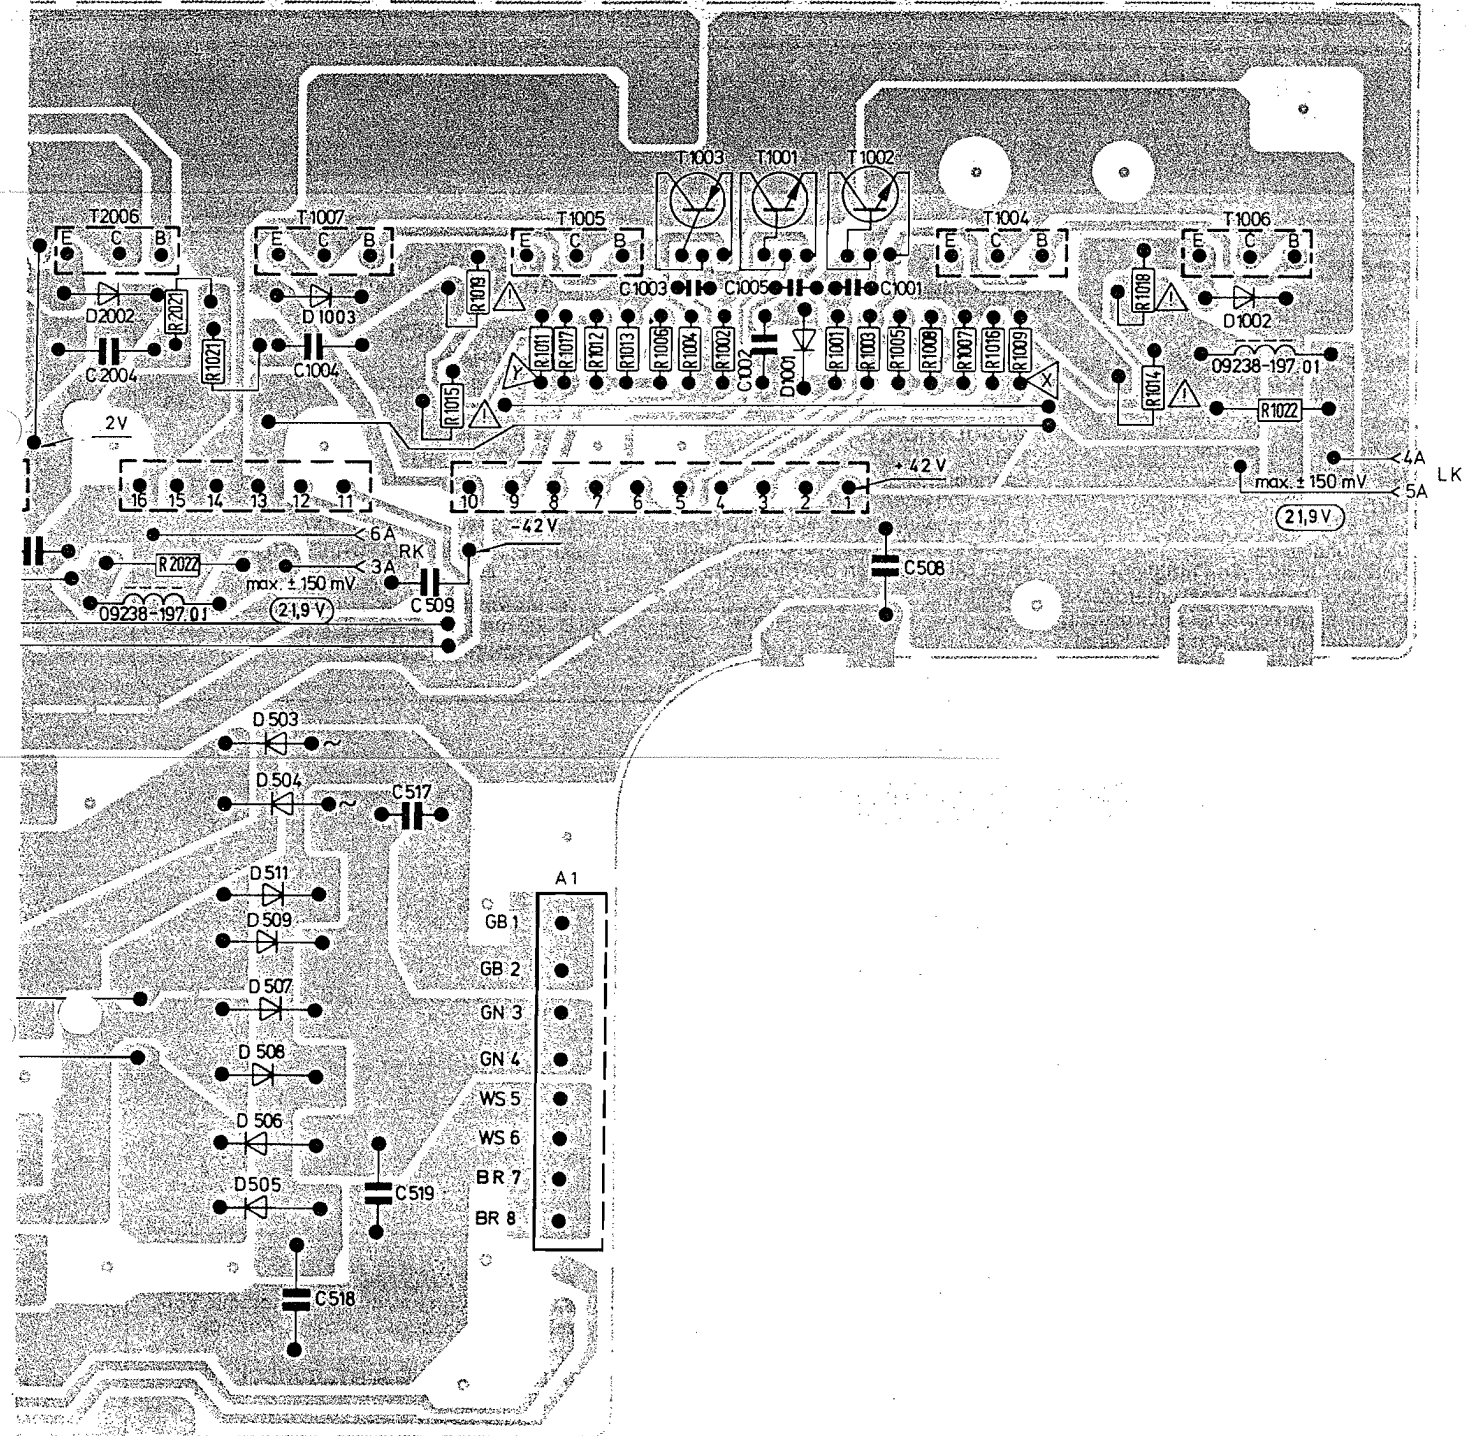 T1003 T1001 T1002
T2006 T1007 T1005 T1004 T1006
E C B E C B E C B E C B E C B
D2002 R2021 D1003 R1019 ! C1003 C1005 C1001 R1018 ! D1002
C2004 R1021 C1004 R1011 R1017 R1012 R1013 R1006 R1004 R1002 C1002 D1001 R1001 R1003 R1005 R1008 R1007 R1016 R1009 09238-197.01
Y X
R1015 ! R1014 ! R1022
2V
+42V 4A
LK
max. ± 150 mV 5A
16 15 14 13 12 11 10 9 8 7 6 5 4 3 2 1
21,9 V
-42V
6A
RK
R2022 3A
max. ± 150 mV
C509 C508
09238-197.01 21,9 V
D503
~
D504
~
C517
D511
A1
D509
GB 1
GB 2
D507
GN 3
D508
GN 4
WS 5
D506
WS 6
BR 7
D505
C519
BR 8
C518